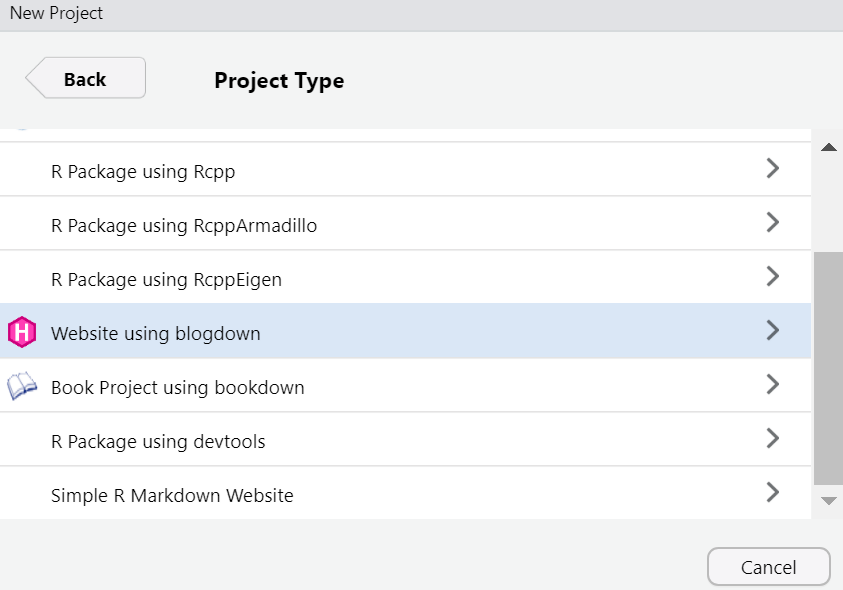 New Project
Back
Project Type
R Package using Rcpp
R Package using RcppArmadillo
R Package using RcppEigen
H Website using blogdown
Book Project using bookdown
R Package using devtools
Simple R Markdown Website
Cancel